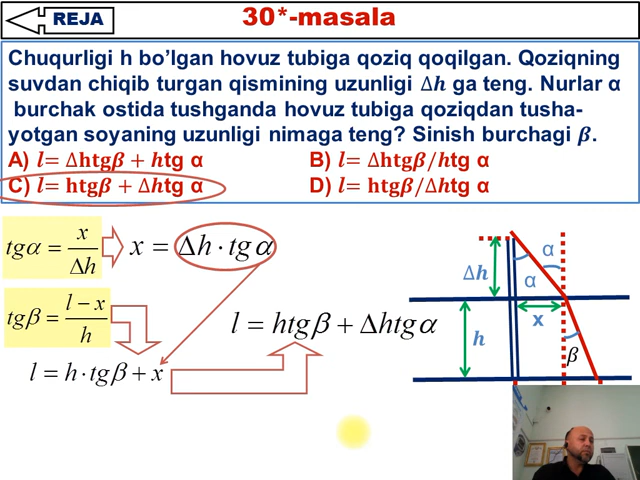 REJA
30*-masala
Chuqurligi h bo’lgan hovuz tubiga qoziq qoqilgan. Qoziqning
suvdan chiqib turgan qismining uzunligi Δ𝒉 ga teng. Nurlar α
burchak ostida tushganda hovuz tubiga qoziqdan tusha-
yotgan soyaning uzunligi nimaga teng? Sinish burchagi 𝜷.
A) 𝒍= Δhtg𝜷 + 𝒉tg α B) 𝒍= Δhtg𝜷/𝒉tg α
C) 𝒍= htg𝜷 + Δ𝒉tg α D) 𝒍= htg𝜷/Δ𝒉tg α
tgα = x/Δh
x = Δh · tgα
tgβ = (l − x)/h
l = htgβ + Δhtgα
l = h · tgβ + x
α
Δ𝒉
α
x
𝒉
β